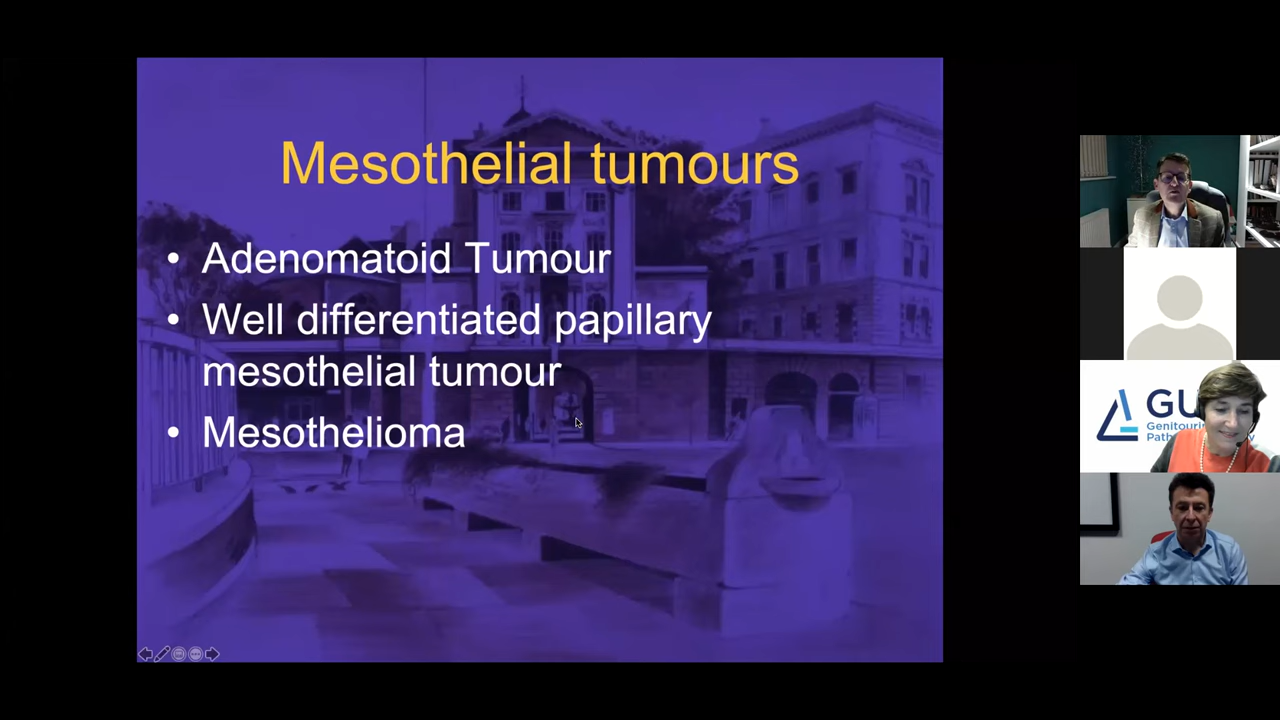 Mesothelial tumours
• Adenomatoid Tumour
• Well differentiated papillary
mesothelial tumour
• Mesothelioma
GU